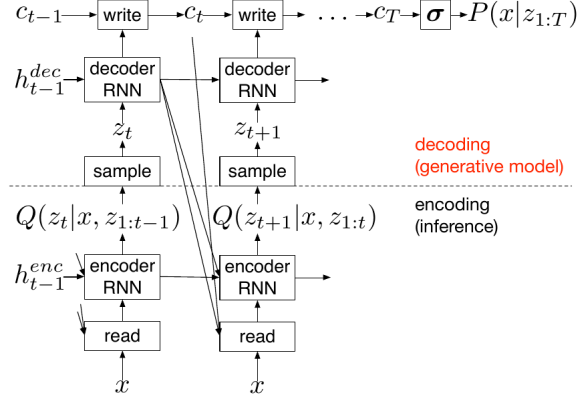 c_{t-1} write c_t write ... c_T σ P(x|z_{1:T})
h^{dec}_{t-1} decoder RNN decoder RNN
z_t z_{t+1}
decoding
(generative model)
sample sample
encoding
(inference)
Q(z_t|x, z_{1:t-1}) Q(z_{t+1}|x, z_{1:t})
h^{enc}_{t-1} encoder RNN encoder RNN
read read
x x